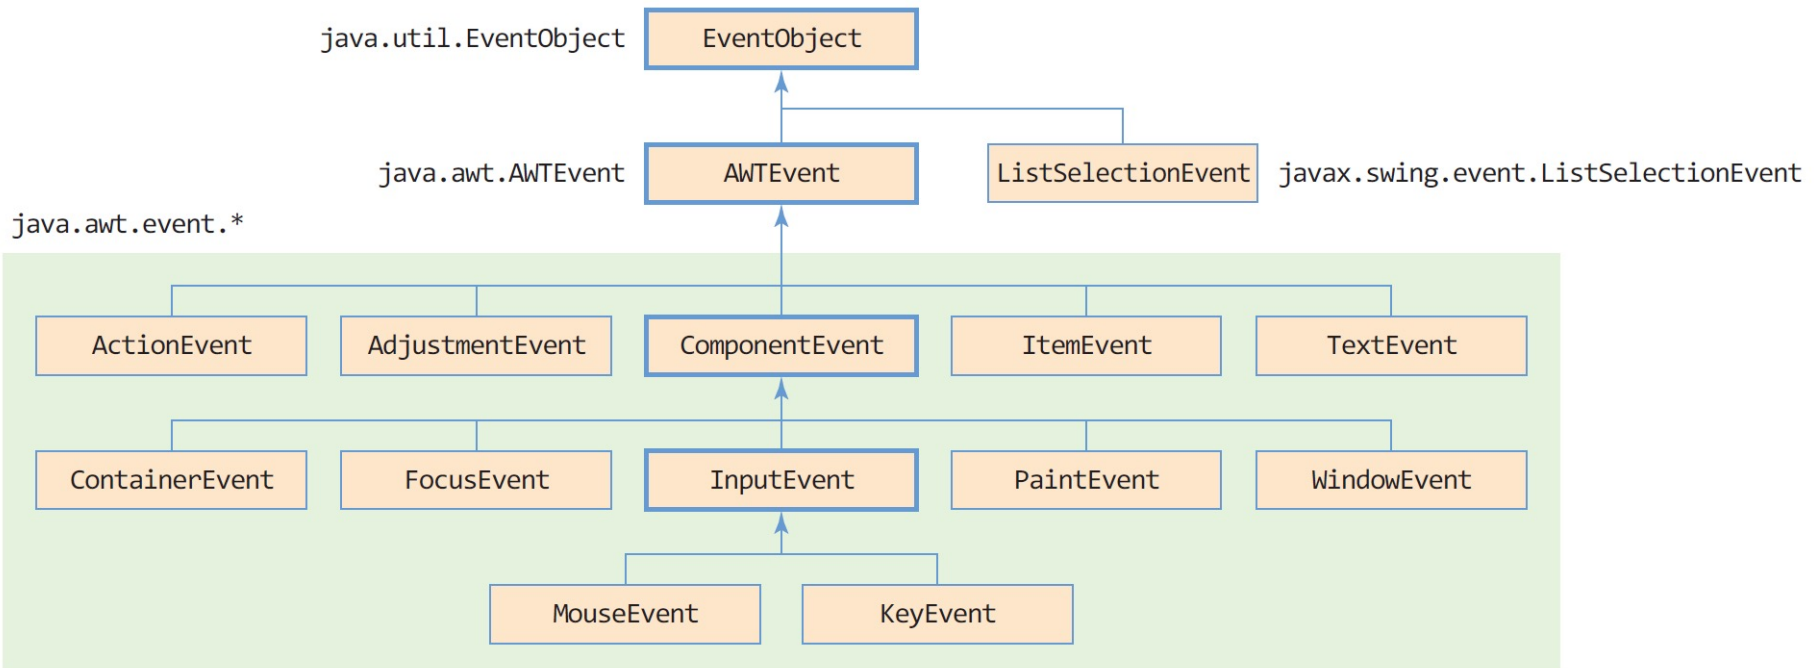 java.util.EventObject EventObject
java.awt.AWTEvent AWTEvent ListSelectionEvent javax.swing.event.ListSelectionEvent
java.awt.event.*
ActionEvent AdjustmentEvent ComponentEvent ItemEvent TextEvent
ContainerEvent FocusEvent InputEvent PaintEvent WindowEvent
MouseEvent KeyEvent